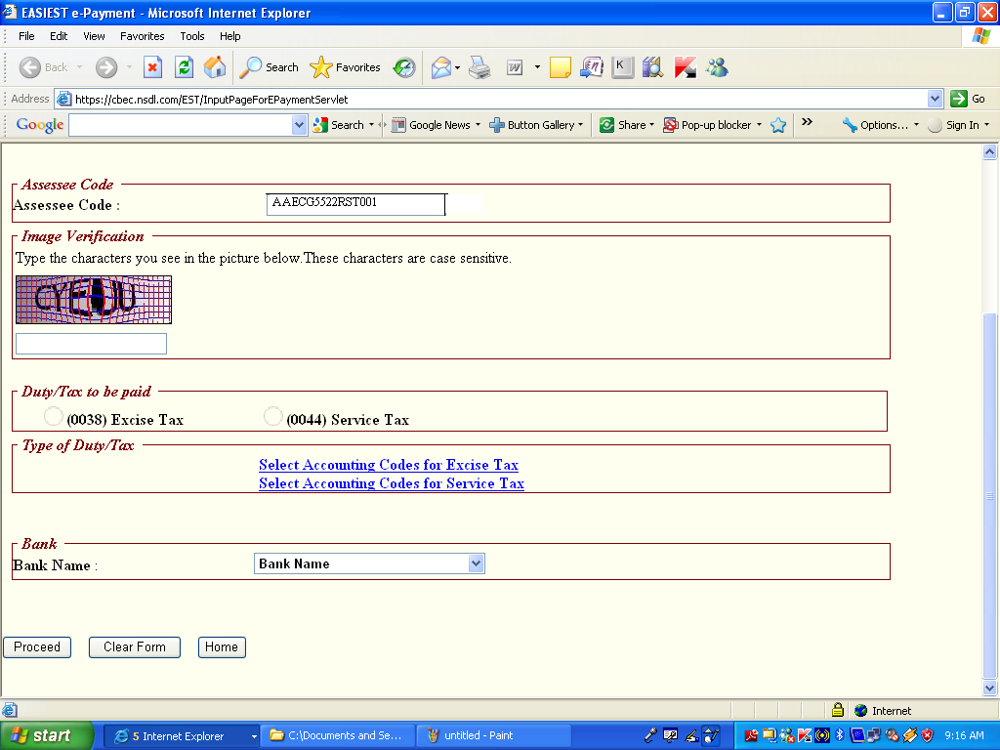 EASIEST e-Payment - Microsoft Internet Explorer
File Edit View Favorites Tools Help
Back Search Favorites W K
Address https://cbec.nsdl.com/EST/InputPageForEPaymentServlet Go
Google Search Google News Button Gallery Share Pop-up blocker » Options... Sign In
Assessee Code
Assessee Code : AAECG5522RST001
Image Verification
Type the characters you see in the picture below.These characters are case sensitive.
Duty/Tax to be paid
(0038) Excise Tax (0044) Service Tax
Type of Duty/Tax
Select Accounting Codes for Excise Tax
Select Accounting Codes for Service Tax
Bank
Bank Name : Bank Name
Proceed Clear Form Home
Internet
start 5 Internet Explorer C:\Documents and Se... untitled - Paint 9:16 AM